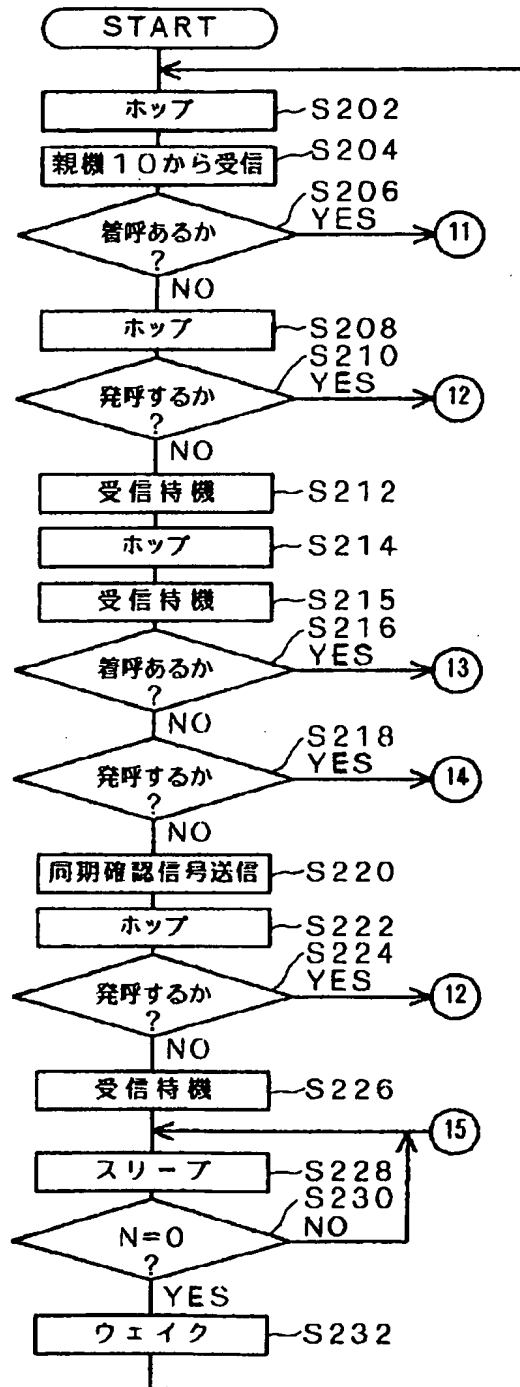 START
ホップ
S202
親機10から受信
S204
着呼あるか
?
S206
YES
11
NO
ホップ
S208
発呼するか
?
S210
YES
12
NO
受信待機
S212
ホップ
S214
受信待機
S215
着呼あるか
?
S216
YES
13
NO
発呼するか
?
S218
YES
14
NO
同期確認信号送信
S220
ホップ
S222
発呼するか
?
S224
YES
12
NO
受信待機
S226
15
スリープ
S228
N=0
?
S230
NO
YES
ウェイク
S232